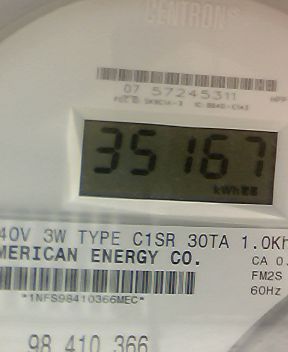 CENTRON®
07 57245311
35167
kWh
40V 3W TYPE C1SR 30TA 1.0Kh
MERICAN ENERGY CO.
CA 0.
FM2S
*1NFS98410366MEC*
60Hz
98 410 366